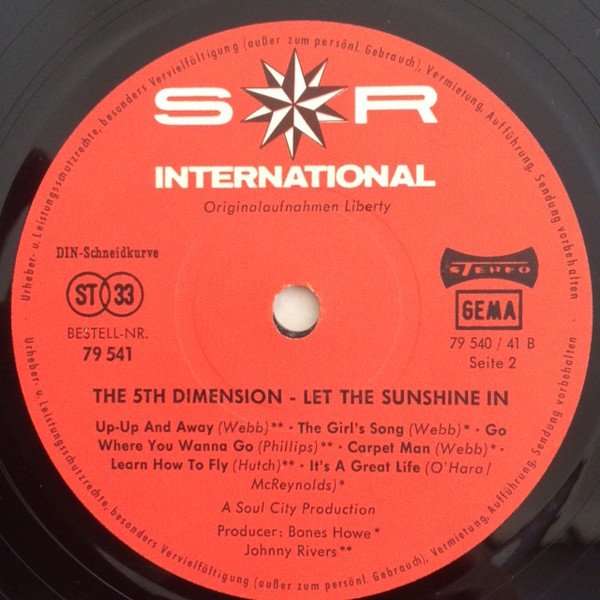 Urheber- u. Leistungsschutzrechte, besonders Vervielfältigung (außer zum persönl. Gebrauch), Vermietung, Aufführung, Sendung vorbehalten
S R
INTERNATIONAL
Originalaufnahmen Liberty
DIN-Schneidkurve
ST 33
BESTELL-NR.
79 541
STEREO
GEMA
79 540 / 41 B
Seite 2
THE 5TH DIMENSION - LET THE SUNSHINE IN
Up-Up And Away (Webb)** · The Girl's Song (Webb)* · Go
Where You Wanna Go (Phillips)** · Carpet Man (Webb)* ·
Learn How To Fly (Hutch)** · It's A Great Life (O'Hara /
McReynolds)*
A Soul City Production
Producer: Bones Howe *
Johnny Rivers **
Urheber- u. Leistungsschutzrechte, besonders Vervielfältigung (außer zum persönl. Gebrauch), Vermietung, Aufführung, Sendung vorbehalten